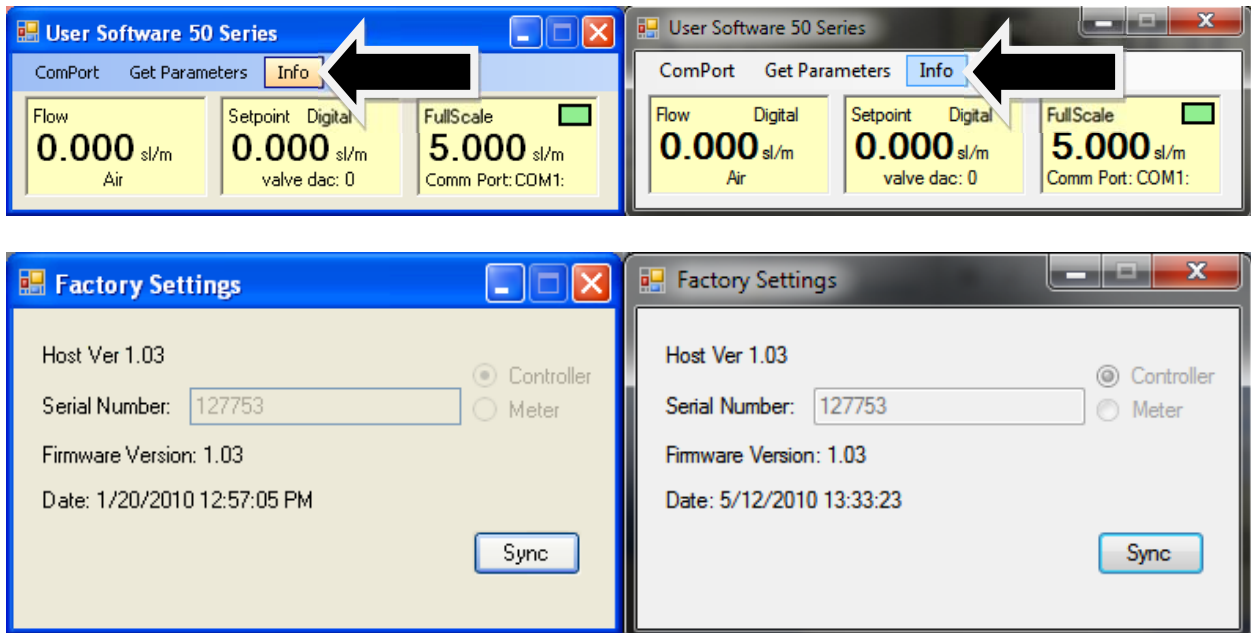 User Software 50 Series
ComPort Get Parameters Info
Flow
0.000 sl/m
Air
Setpoint Digital
0.000 sl/m
valve dac: 0
FullScale
5.000 sl/m
Comm Port: COM1:
User Software 50 Series
ComPort Get Parameters Info
Flow Digital
0.000 sl/m
Air
Setpoint Digital
0.000 sl/m
valve dac: 0
FullScale
5.000 sl/m
Comm Port: COM1:
Factory Settings
Host Ver 1.03
Controller
Serial Number: 127753
Meter
Firmware Version: 1.03
Date: 1/20/2010 12:57:05 PM
Sync
Factory Settings
Host Ver 1.03
Controller
Serial Number: 127753
Meter
Firmware Version: 1.03
Date: 5/12/2010 13:33:23
Sync